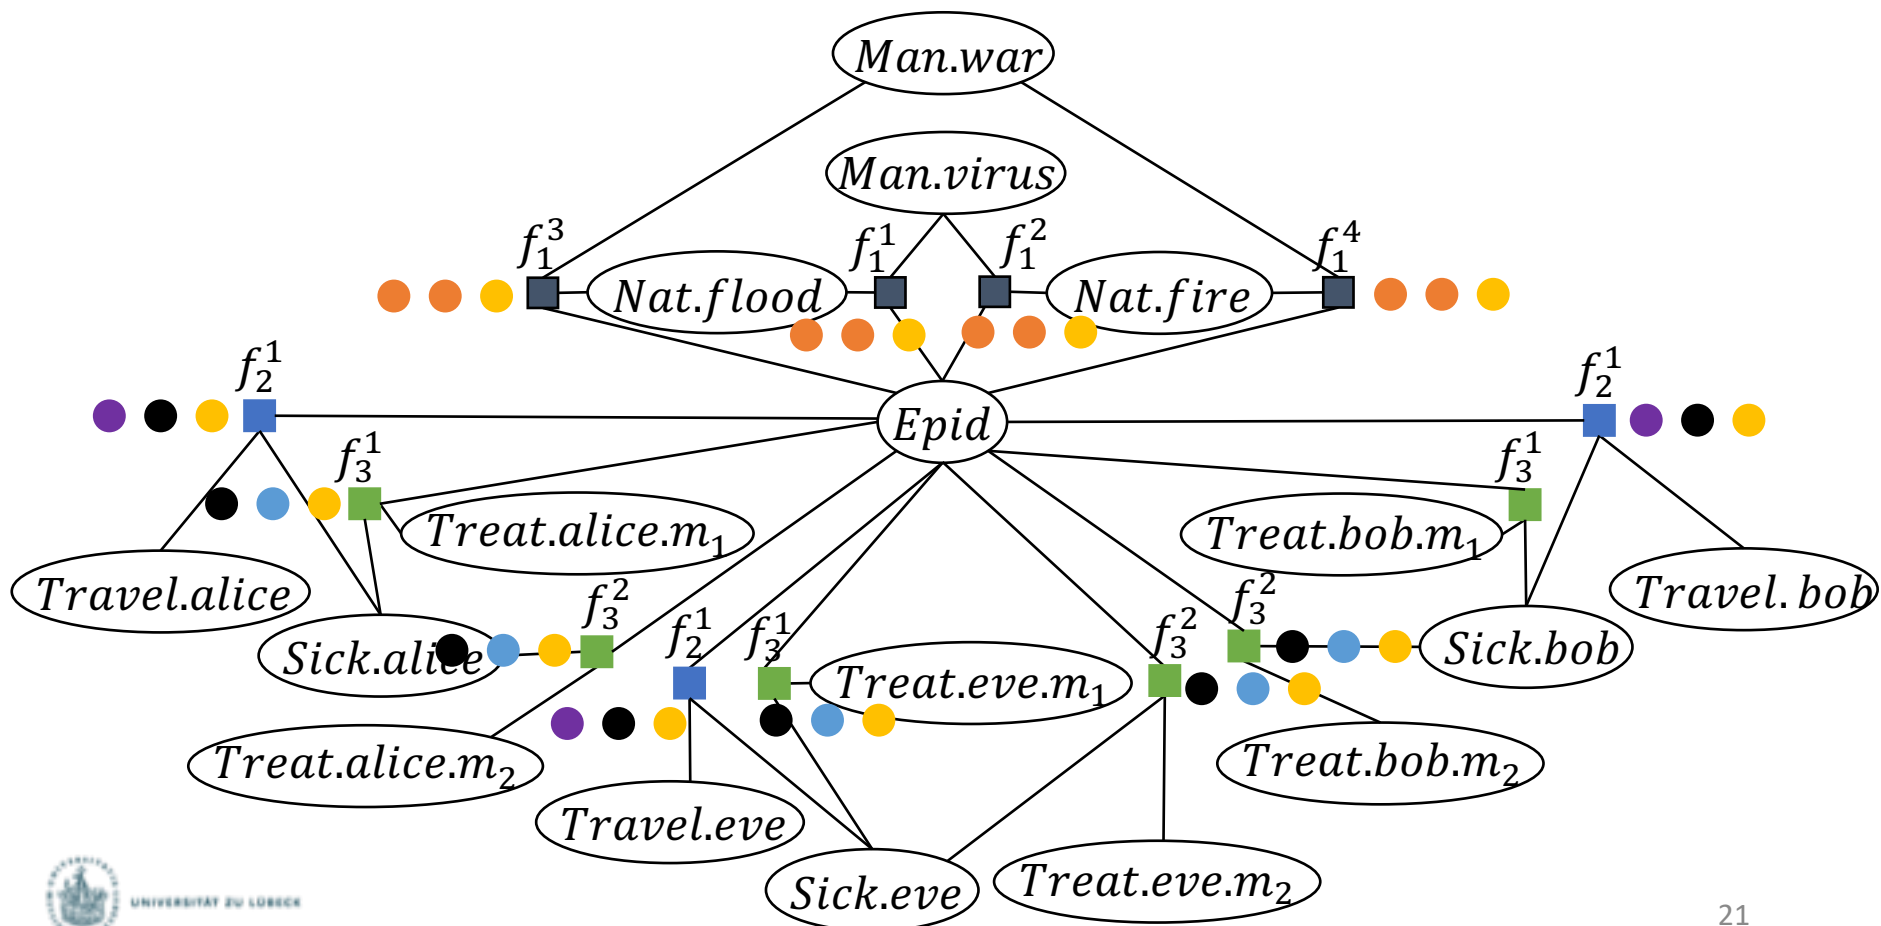 Man.war
Man.virus
f_1^3
f_1^1
f_1^2
f_1^4
Nat.flood
Nat.fire
f_2^1
f_2^1
Epid
f_3^1
f_3^1
Treat.alice.m_1
Treat.bob.m_1
Travel.alice
Travel.bob
f_3^2
f_2^1
f_3^1
f_3^2
f_3^2
Sick.alice
Treat.eve.m_1
Sick.bob
Treat.alice.m_2
Treat.bob.m_2
Travel.eve
Sick.eve
Treat.eve.m_2
UNIVERSITÄT ZU LÜBECK
21